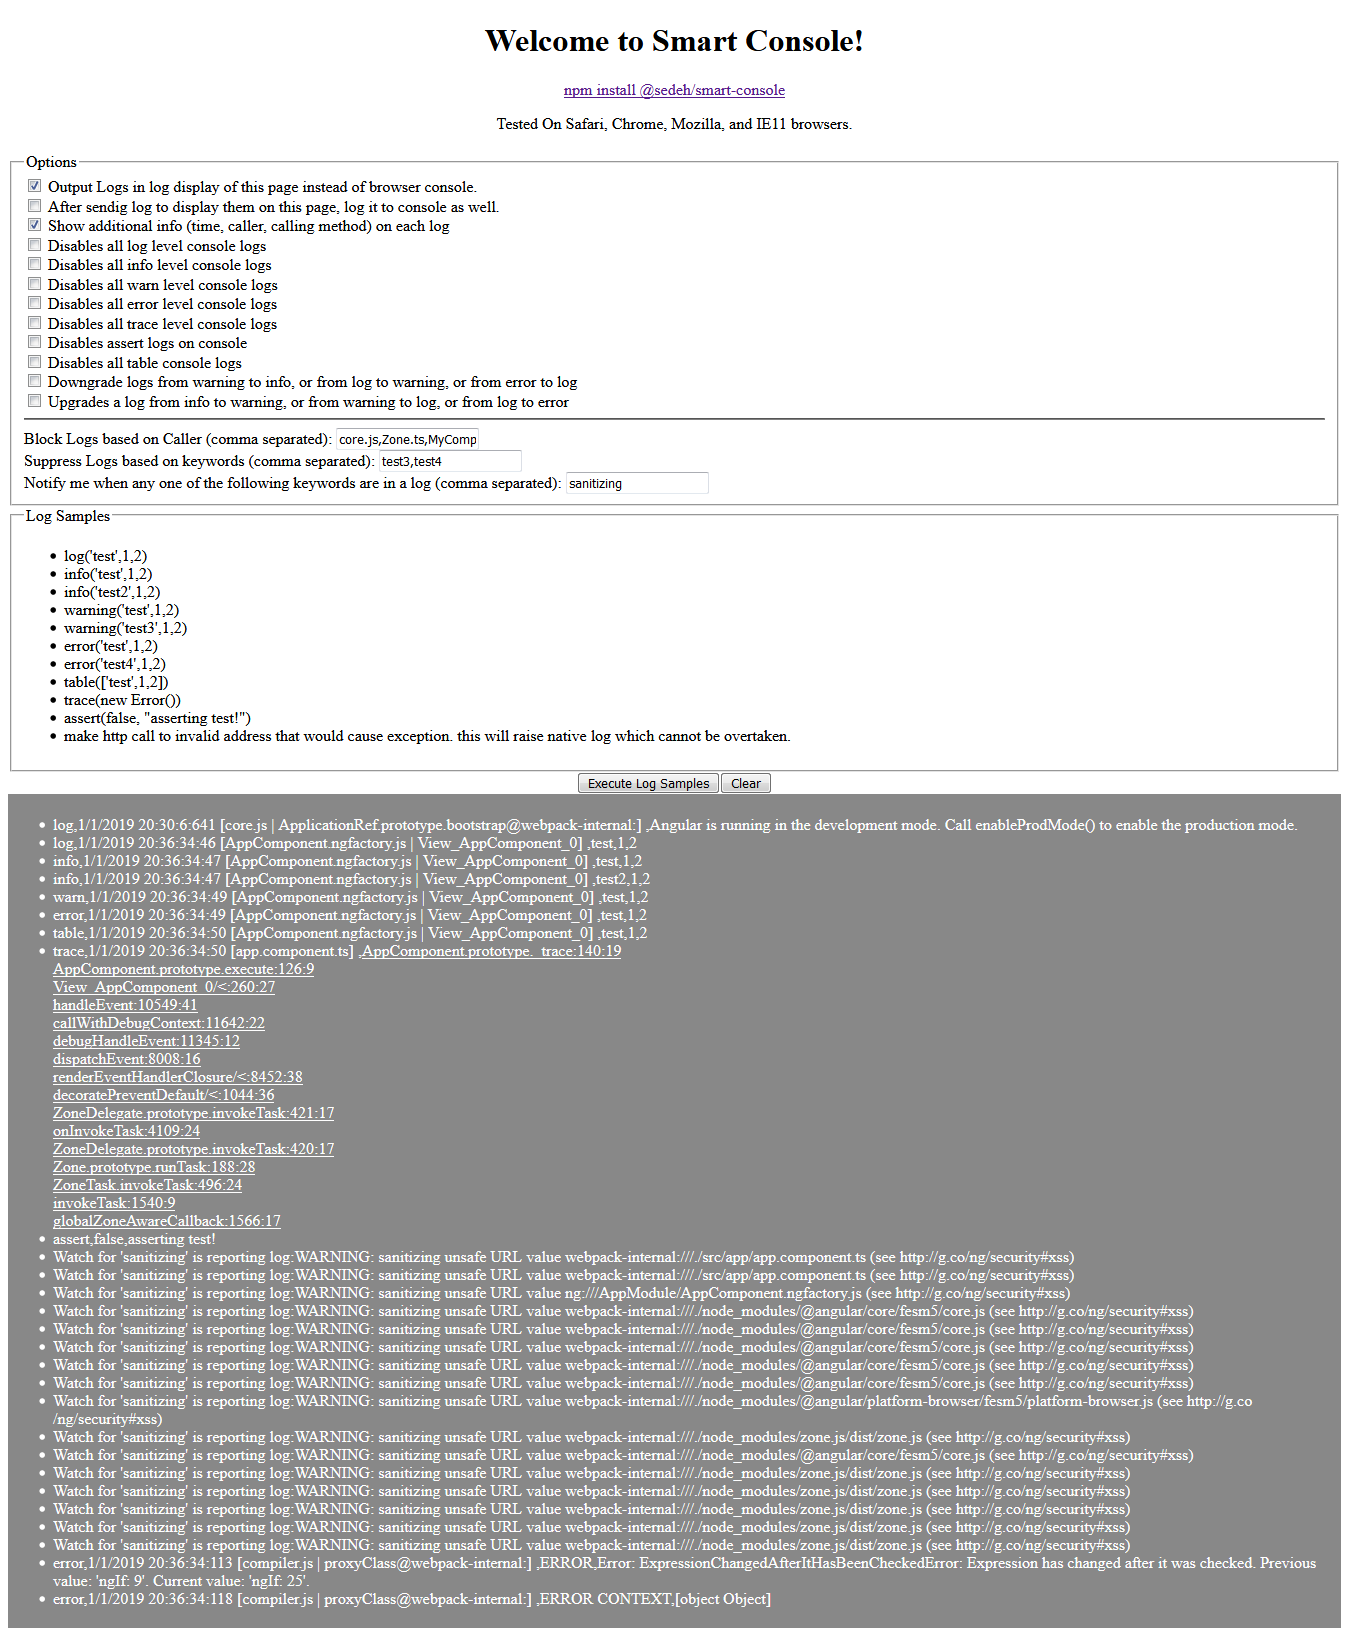 Welcome to Smart Console!
npm install @sedeh/smart-console
Tested On Safari, Chrome, Mozilla, and IE11 browsers.
Options
Output Logs in log display of this page instead of browser console.
After sendig log to display them on this page, log it to console as well.
Show additional info (time, caller, calling method) on each log
Disables all log level console logs
Disables all info level console logs
Disables all warn level console logs
Disables all error level console logs
Disables all trace level console logs
Disables assert logs on console
Disables all table console logs
Downgrade logs from warning to info, or from log to warning, or from error to log
Upgrades a log from info to warning, or from warning to log, or from log to error
Block Logs based on Caller (comma separated): core.js,Zone.ts,MyComp
Suppress Logs based on keywords (comma separated): test3,test4
Notify me when any one of the following keywords are in a log (comma separated): sanitizing
Log Samples
log('test',1,2)
info('test',1,2)
info('test2',1,2)
warning('test',1,2)
warning('test3',1,2)
error('test',1,2)
error('test4',1,2)
table(['test',1,2])
trace(new Error())
assert(false, "asserting test!")
make http call to invalid address that would cause exception. this will raise native log which cannot be overtaken.
Execute Log Samples Clear
log,1/1/2019 20:30:6:641 [core.js | ApplicationRef.prototype.bootstrap@webpack-internal:] ,Angular is running in the development mode. Call enableProdMode() to enable the production mode.
log,1/1/2019 20:36:34:46 [AppComponent.ngfactory.js | View_AppComponent_0] ,test,1,2
info,1/1/2019 20:36:34:47 [AppComponent.ngfactory.js | View_AppComponent_0] ,test,1,2
info,1/1/2019 20:36:34:47 [AppComponent.ngfactory.js | View_AppComponent_0] ,test2,1,2
warn,1/1/2019 20:36:34:49 [AppComponent.ngfactory.js | View_AppComponent_0] ,test,1,2
error,1/1/2019 20:36:34:49 [AppComponent.ngfactory.js | View_AppComponent_0] ,test,1,2
table,1/1/2019 20:36:34:50 [AppComponent.ngfactory.js | View_AppComponent_0] ,test,1,2
trace,1/1/2019 20:36:34:50 [app.component.ts] ,AppComponent.prototype._trace:140:19
AppComponent.prototype.execute:126:9
View_AppComponent_0/<:260:27
handleEvent:10549:41
callWithDebugContext:11642:22
debugHandleEvent:11345:12
dispatchEvent:8008:16
renderEventHandlerClosure/<:8452:38
decoratePreventDefault/<:1044:36
ZoneDelegate.prototype.invokeTask:421:17
onInvokeTask:4109:24
ZoneDelegate.prototype.invokeTask:420:17
Zone.prototype.runTask:188:28
ZoneTask.invokeTask:496:24
invokeTask:1540:9
globalZoneAwareCallback:1566:17
assert,false,asserting test!
Watch for 'sanitizing' is reporting log:WARNING: sanitizing unsafe URL value webpack-internal:///./src/app/app.component.ts (see http://g.co/ng/security#xss)
Watch for 'sanitizing' is reporting log:WARNING: sanitizing unsafe URL value webpack-internal:///./src/app/app.component.ts (see http://g.co/ng/security#xss)
Watch for 'sanitizing' is reporting log:WARNING: sanitizing unsafe URL value ng:///AppModule/AppComponent.ngfactory.js (see http://g.co/ng/security#xss)
Watch for 'sanitizing' is reporting log:WARNING: sanitizing unsafe URL value webpack-internal:///./node_modules/@angular/core/fesm5/core.js (see http://g.co/ng/security#xss)
Watch for 'sanitizing' is reporting log:WARNING: sanitizing unsafe URL value webpack-internal:///./node_modules/@angular/core/fesm5/core.js (see http://g.co/ng/security#xss)
Watch for 'sanitizing' is reporting log:WARNING: sanitizing unsafe URL value webpack-internal:///./node_modules/@angular/core/fesm5/core.js (see http://g.co/ng/security#xss)
Watch for 'sanitizing' is reporting log:WARNING: sanitizing unsafe URL value webpack-internal:///./node_modules/@angular/core/fesm5/core.js (see http://g.co/ng/security#xss)
Watch for 'sanitizing' is reporting log:WARNING: sanitizing unsafe URL value webpack-internal:///./node_modules/@angular/core/fesm5/core.js (see http://g.co/ng/security#xss)
Watch for 'sanitizing' is reporting log:WARNING: sanitizing unsafe URL value webpack-internal:///./node_modules/@angular/platform-browser/fesm5/platform-browser.js (see http://g.co
/ng/security#xss)
Watch for 'sanitizing' is reporting log:WARNING: sanitizing unsafe URL value webpack-internal:///./node_modules/zone.js/dist/zone.js (see http://g.co/ng/security#xss)
Watch for 'sanitizing' is reporting log:WARNING: sanitizing unsafe URL value webpack-internal:///./node_modules/@angular/core/fesm5/core.js (see http://g.co/ng/security#xss)
Watch for 'sanitizing' is reporting log:WARNING: sanitizing unsafe URL value webpack-internal:///./node_modules/zone.js/dist/zone.js (see http://g.co/ng/security#xss)
Watch for 'sanitizing' is reporting log:WARNING: sanitizing unsafe URL value webpack-internal:///./node_modules/zone.js/dist/zone.js (see http://g.co/ng/security#xss)
Watch for 'sanitizing' is reporting log:WARNING: sanitizing unsafe URL value webpack-internal:///./node_modules/zone.js/dist/zone.js (see http://g.co/ng/security#xss)
Watch for 'sanitizing' is reporting log:WARNING: sanitizing unsafe URL value webpack-internal:///./node_modules/zone.js/dist/zone.js (see http://g.co/ng/security#xss)
Watch for 'sanitizing' is reporting log:WARNING: sanitizing unsafe URL value webpack-internal:///./node_modules/zone.js/dist/zone.js (see http://g.co/ng/security#xss)
error,1/1/2019 20:36:34:113 [compiler.js | proxyClass@webpack-internal:] ,ERROR,Error: ExpressionChangedAfterItHasBeenCheckedError: Expression has changed after it was checked. Previous
value: 'ngIf: 9'. Current value: 'ngIf: 25'.
error,1/1/2019 20:36:34:118 [compiler.js | proxyClass@webpack-internal:] ,ERROR CONTEXT,[object Object]